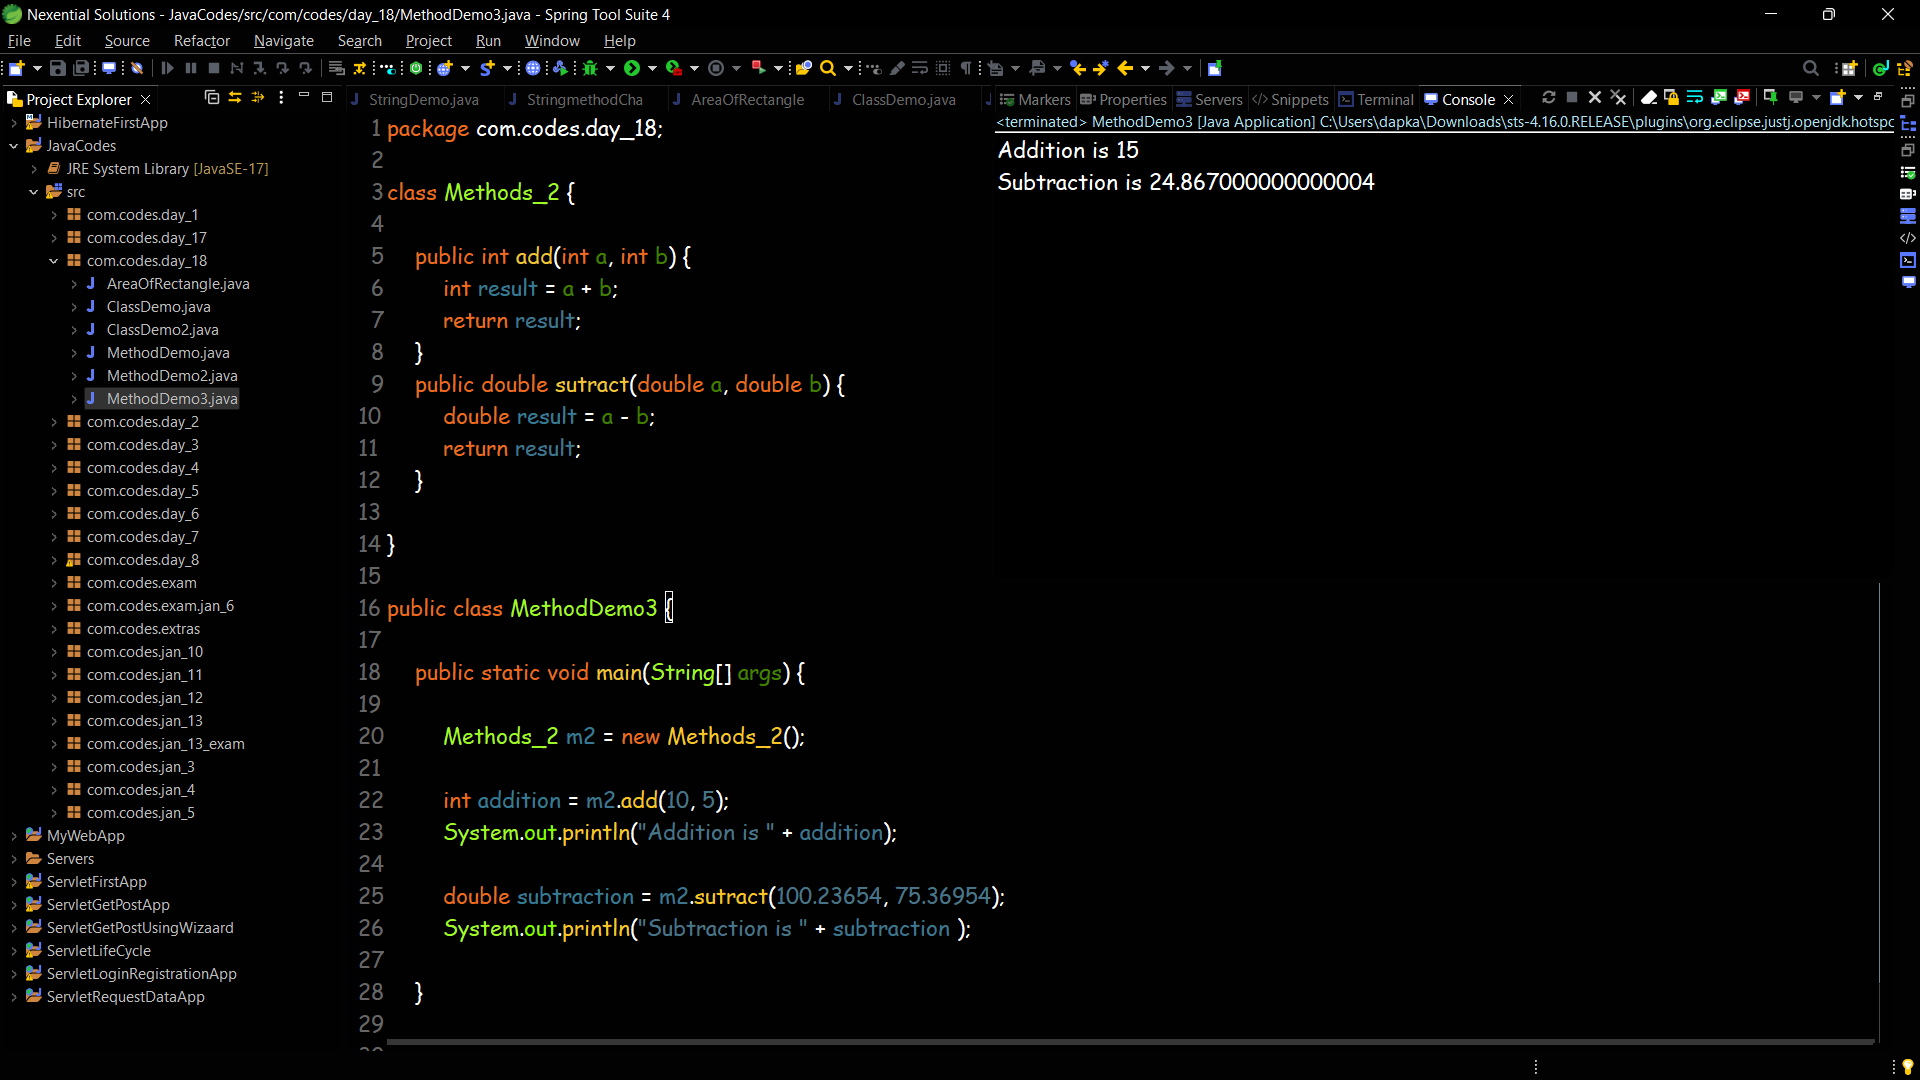 Nexential Solutions - JavaCodes/src/com/codes/day_18/MethodDemo3.java - Spring Tool Suite 4
File Edit Source Refactor Navigate Search Project Run Window Help
Project Explorer
HibernateFirstApp
JavaCodes
JRE System Library [JavaSE-17]
src
com.codes.day_1
com.codes.day_17
com.codes.day_18
AreaOfRectangle.java
ClassDemo.java
ClassDemo2.java
MethodDemo.java
MethodDemo2.java
MethodDemo3.java
com.codes.day_2
com.codes.day_3
com.codes.day_4
com.codes.day_5
com.codes.day_6
com.codes.day_7
com.codes.day_8
com.codes.exam
com.codes.exam.jan_6
com.codes.extras
com.codes.jan_10
com.codes.jan_11
com.codes.jan_12
com.codes.jan_13
com.codes.jan_13_exam
com.codes.jan_3
com.codes.jan_4
com.codes.jan_5
MyWebApp
Servers
ServletFirstApp
ServletGetPostApp
ServletGetPostUsingWizaard
ServletLifeCycle
ServletLoginRegistrationApp
ServletRequestDataApp
StringDemo.java StringmethodCha AreaOfRectangle ClassDemo.java
1 package com.codes.day_18;
2
3 class Methods_2 {
4
5 public int add(int a, int b) {
6 int result = a + b;
7 return result;
8 }
9 public double sutract(double a, double b) {
10 double result = a - b;
11 return result;
12 }
13
14 }
15
16 public class MethodDemo3 {
17
18 public static void main(String[] args) {
19
20 Methods_2 m2 = new Methods_2();
21
22 int addition = m2.add(10, 5);
23 System.out.println("Addition is " + addition);
24
25 double subtraction = m2.sutract(100.23654, 75.36954);
26 System.out.println("Subtraction is " + subtraction );
27
28 }
29
Markers Properties Servers Snippets Terminal Console
<terminated> MethodDemo3 [Java Application] C:\Users\dapka\Downloads\sts-4.16.0.RELEASE\plugins\org.eclipse.justj.openjdk.hotspo
Addition is 15
Subtraction is 24.867000000000004